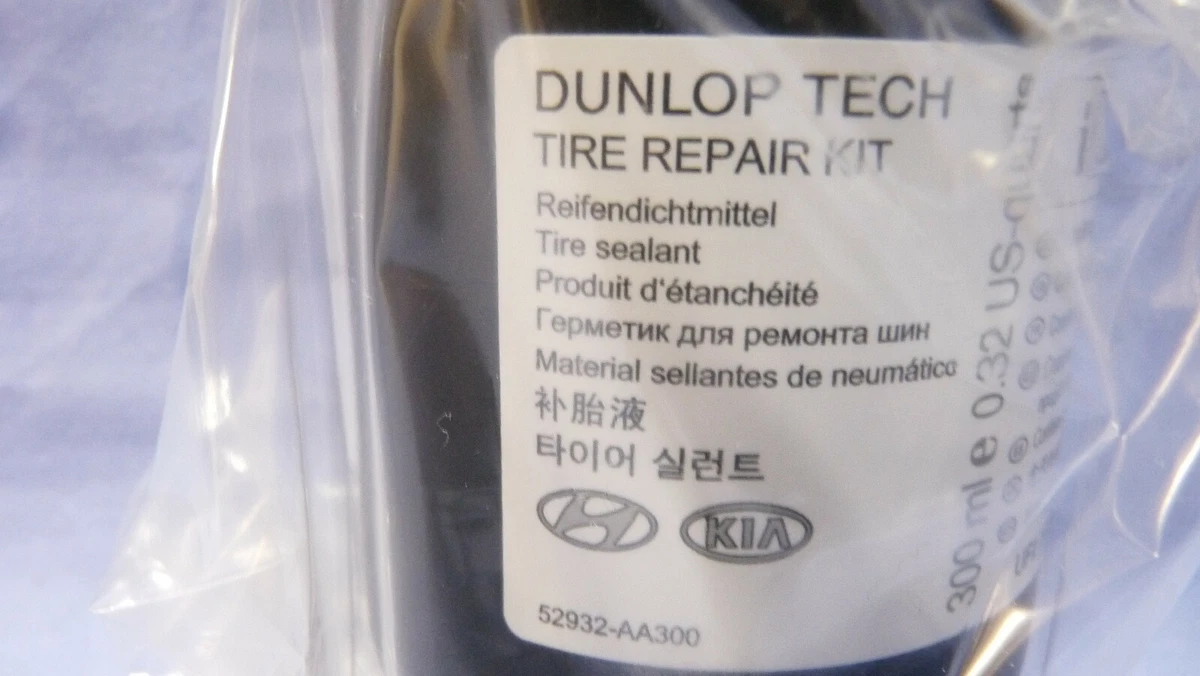 DUNLOP TECH
TIRE REPAIR KIT
Reifendichtmittel
Tire sealant
Produit d'étanchéité
Герметик для ремонта шин
Material sellantes de neumático
补胎液
타이어 실런트
KIA
52932-AA300
300 ml e 0.32 US-quarts